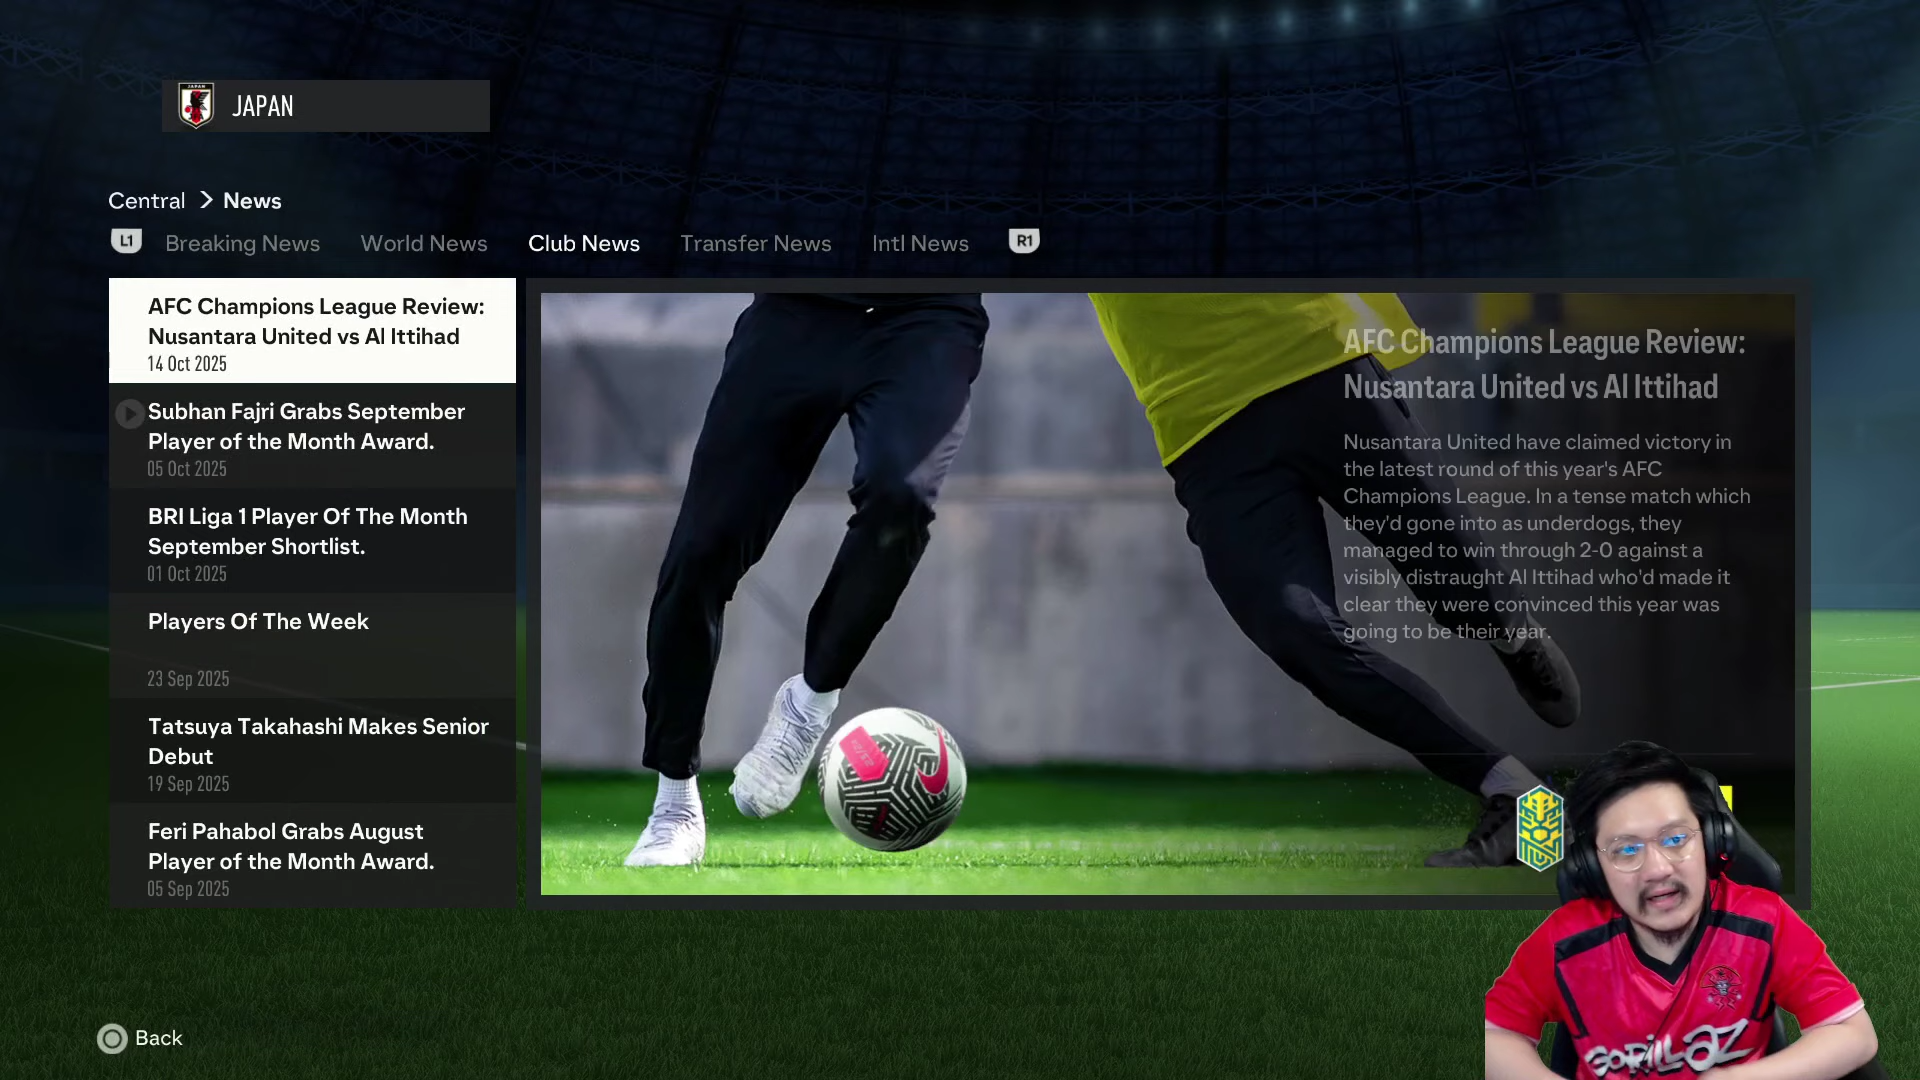 JAPAN
JAPAN
Central > News
L1 Breaking News World News Club News Transfer News Intl News R1
AFC Champions League Review:
Nusantara United vs Al Ittihad
14 Oct 2025
Subhan Fajri Grabs September
Player of the Month Award.
05 Oct 2025
BRI Liga 1 Player Of The Month
September Shortlist.
01 Oct 2025
Players Of The Week
23 Sep 2025
Tatsuya Takahashi Makes Senior
Debut
19 Sep 2025
Feri Pahabol Grabs August
Player of the Month Award.
05 Sep 2025
AFC Champions League Review:
Nusantara United vs Al Ittihad
Nusantara United have claimed victory in
the latest round of this year's AFC
Champions League. In a tense match which
they'd gone into as underdogs, they
managed to win through 2-0 against a
visibly distraught Al Ittihad who'd made it
clear they were convinced this year was
going to be their year.
GORILLAZ
Back